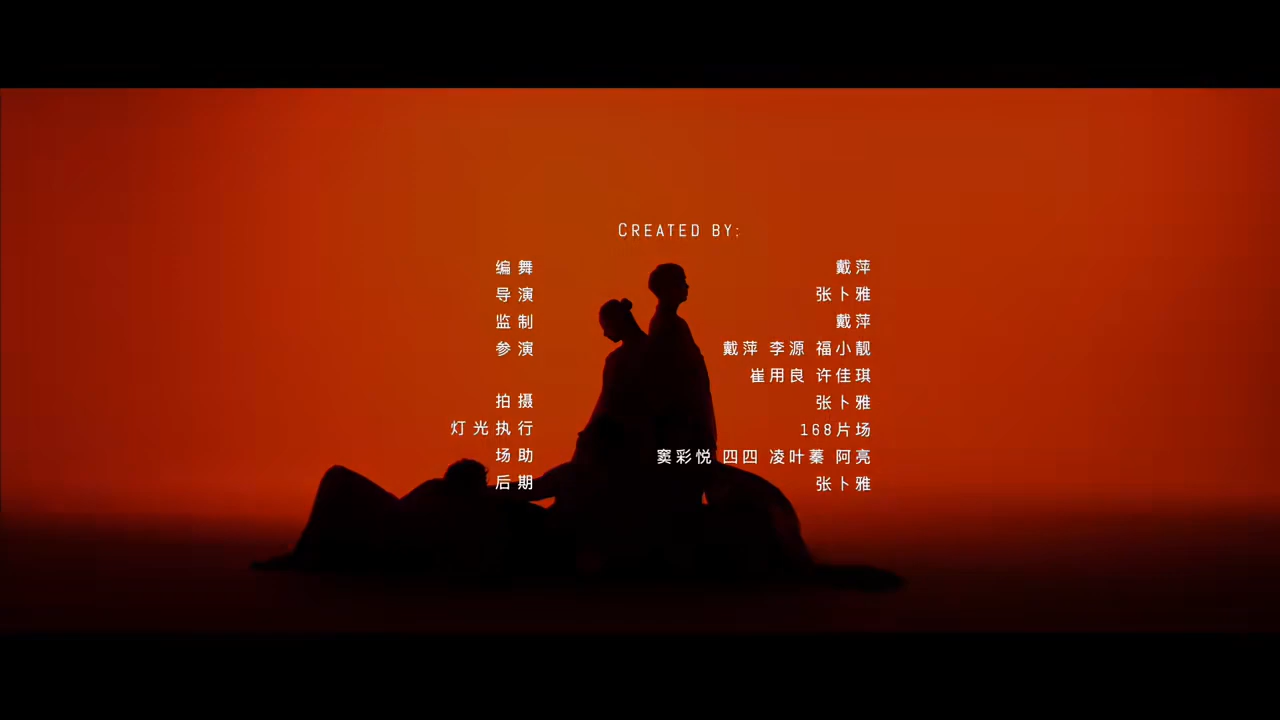 CREATED BY:
编舞 戴萍
导演 张卜雅
监制 戴萍
参演 戴萍 李源 福小靓
崔用良 许佳琪
拍摄 张卜雅
灯光执行 168片场
场助 窦彩悦 四四 凌叶蓁 阿亮
后期 张卜雅